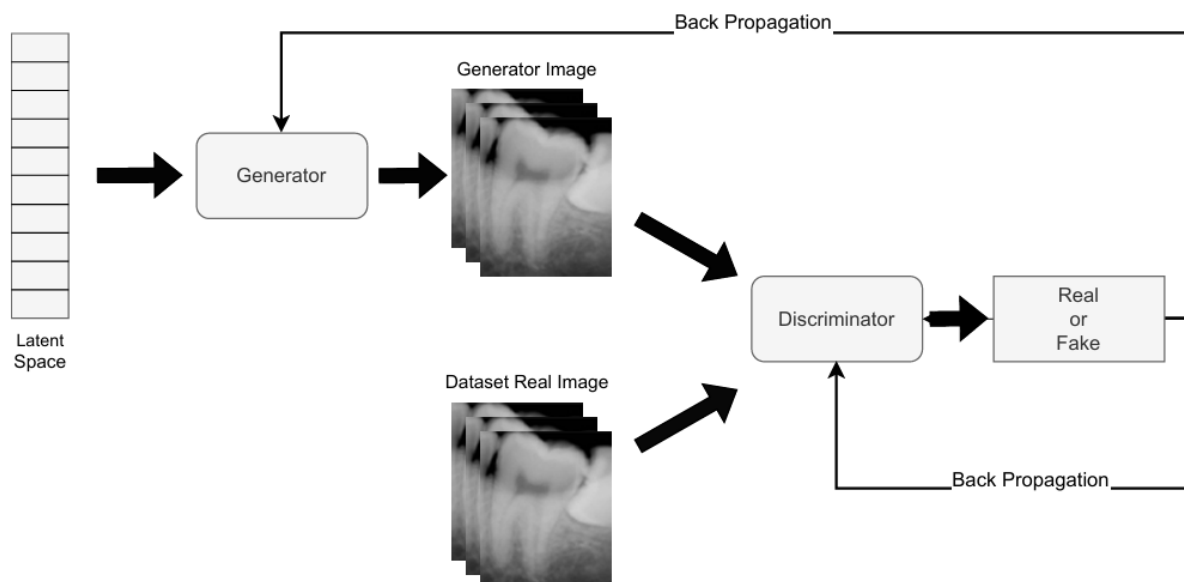 Back Propagation
Generator Image
Generator
Latent
Space
Discriminator
Real
or
Fake
Dataset Real Image
Back Propagation